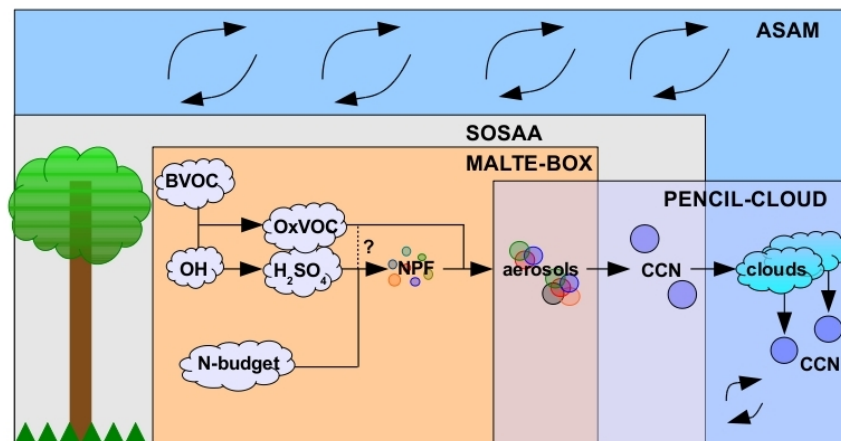 ASAM
SOSAA
MALTE-BOX
BVOC
PENCIL-CLOUD
OxVOC
?
OH
H₂SO₄
NPF
aerosols
CCN
clouds
N-budget
CCN